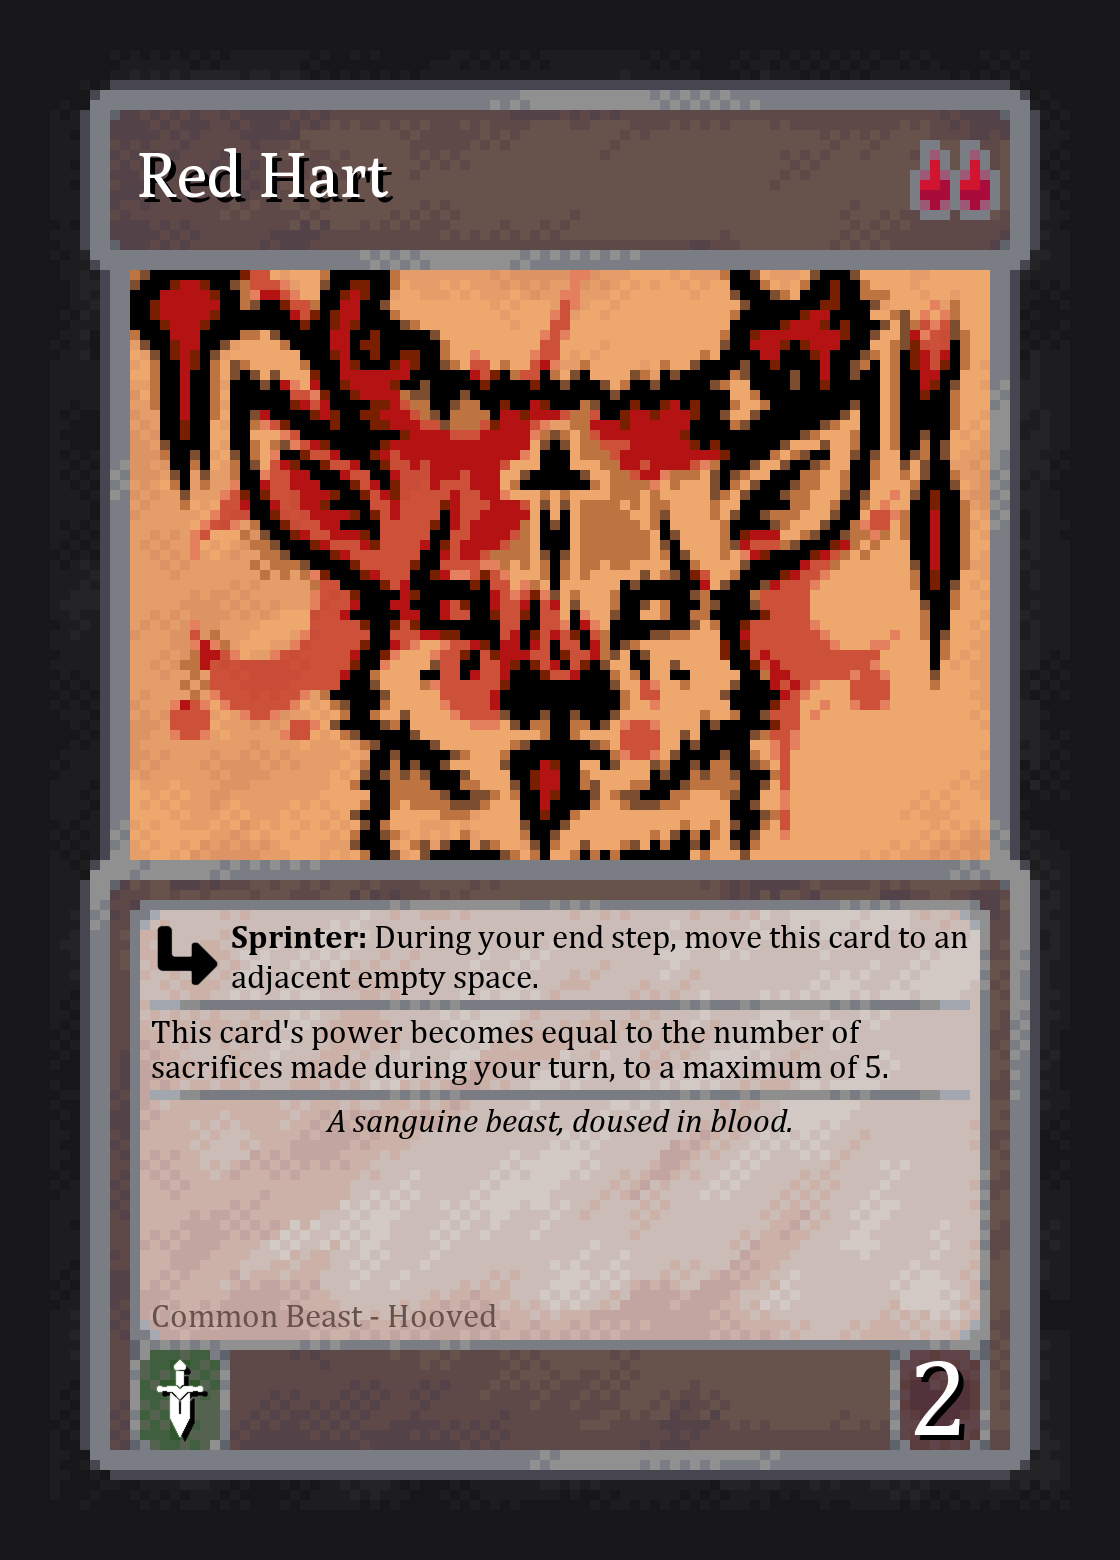 Red Hart
Sprinter: During your end step, move this card to an
adjacent empty space.
This card's power becomes equal to the number of
sacrifices made during your turn, to a maximum of 5.
A sanguine beast, doused in blood.
Common Beast - Hooved
2